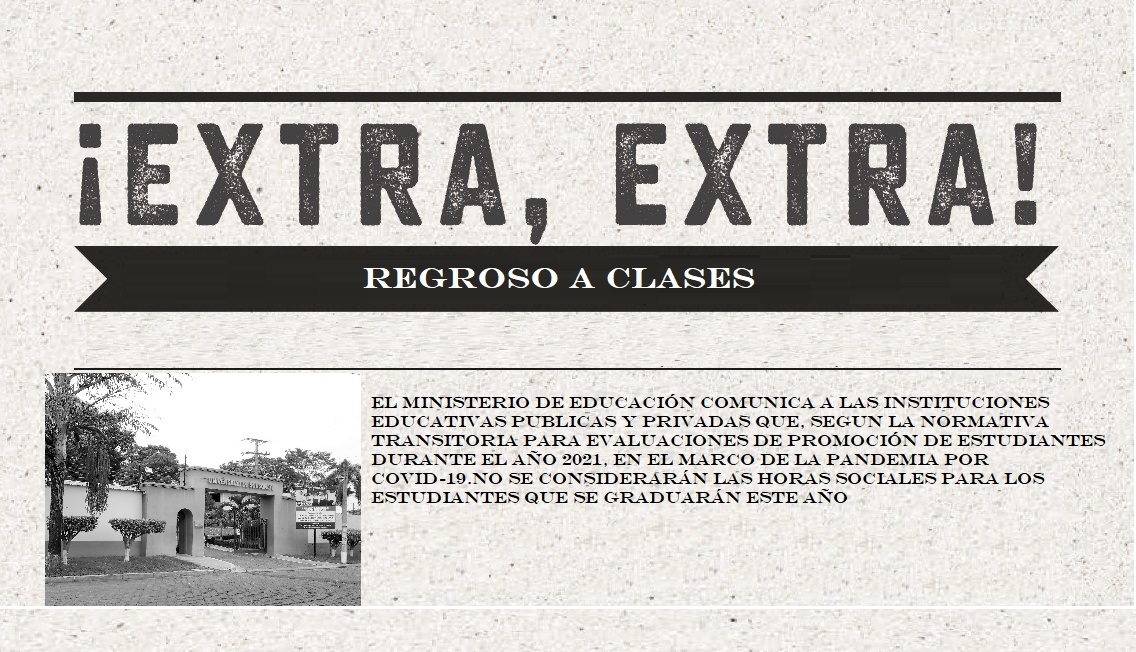 ¡EXTRA, EXTRA!
REGROSO A CLASES
EL MINISTERIO DE EDUCACIÓN COMUNICA A LAS INSTITUCIONES
EDUCATIVAS PUBLICAS Y PRIVADAS QUE, SEGUN LA NORMATIVA
TRANSITORIA PARA EVALUACIONES DE PROMOCIÓN DE ESTUDIANTES
DURANTE EL AÑO 2021, EN EL MARCO DE LA PANDEMIA POR
COVID-19.NO SE CONSIDERARÁN LAS HORAS SOCIALES PARA LOS
ESTUDIANTES QUE SE GRADUARÁN ESTE AÑO